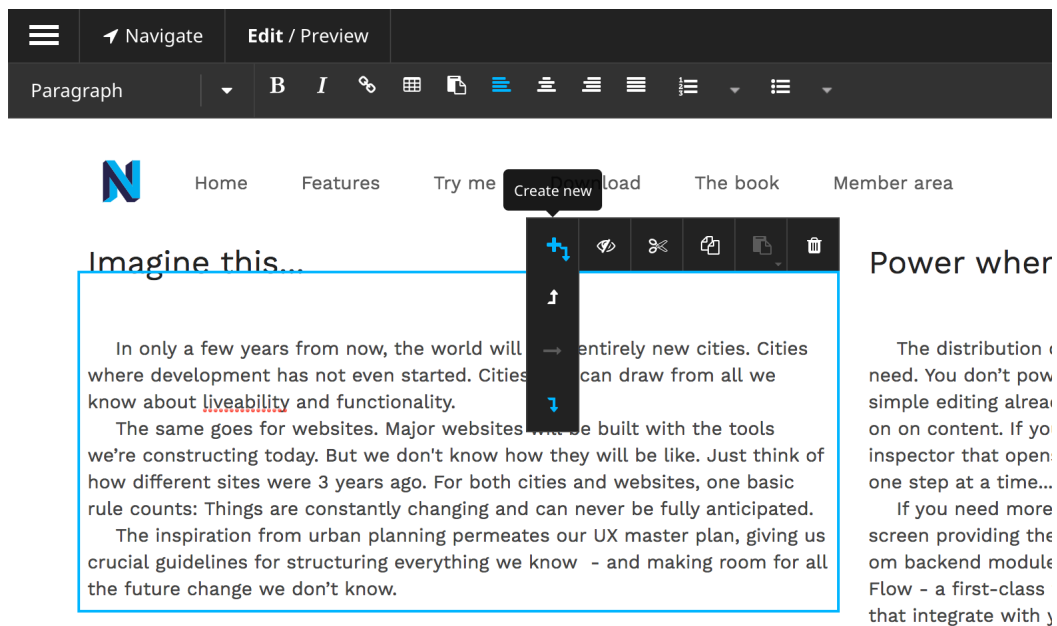 Navigate
Edit / Preview
Paragraph
Home Features Try me Download The book Member area
Create new
Imagine this...
In only a few years from now, the world will entirely new cities. Cities
where development has not even started. Cities can draw from all we
know about liveability and functionality.
The same goes for websites. Major websites will be built with the tools
we’re constructing today. But we don't know how they will be like. Just think of
how different sites were 3 years ago. For both cities and websites, one basic
rule counts: Things are constantly changing and can never be fully anticipated.
The inspiration from urban planning permeates our UX master plan, giving us
crucial guidelines for structuring everything we know - and making room for all
the future change we don’t know.
Power wher
The distribution
need. You don’t pow
simple editing alrea
on on content. If yo
inspector that opens
one step at a time...
If you need more
screen providing the
om backend module
Flow - a first-class
that integrate with y